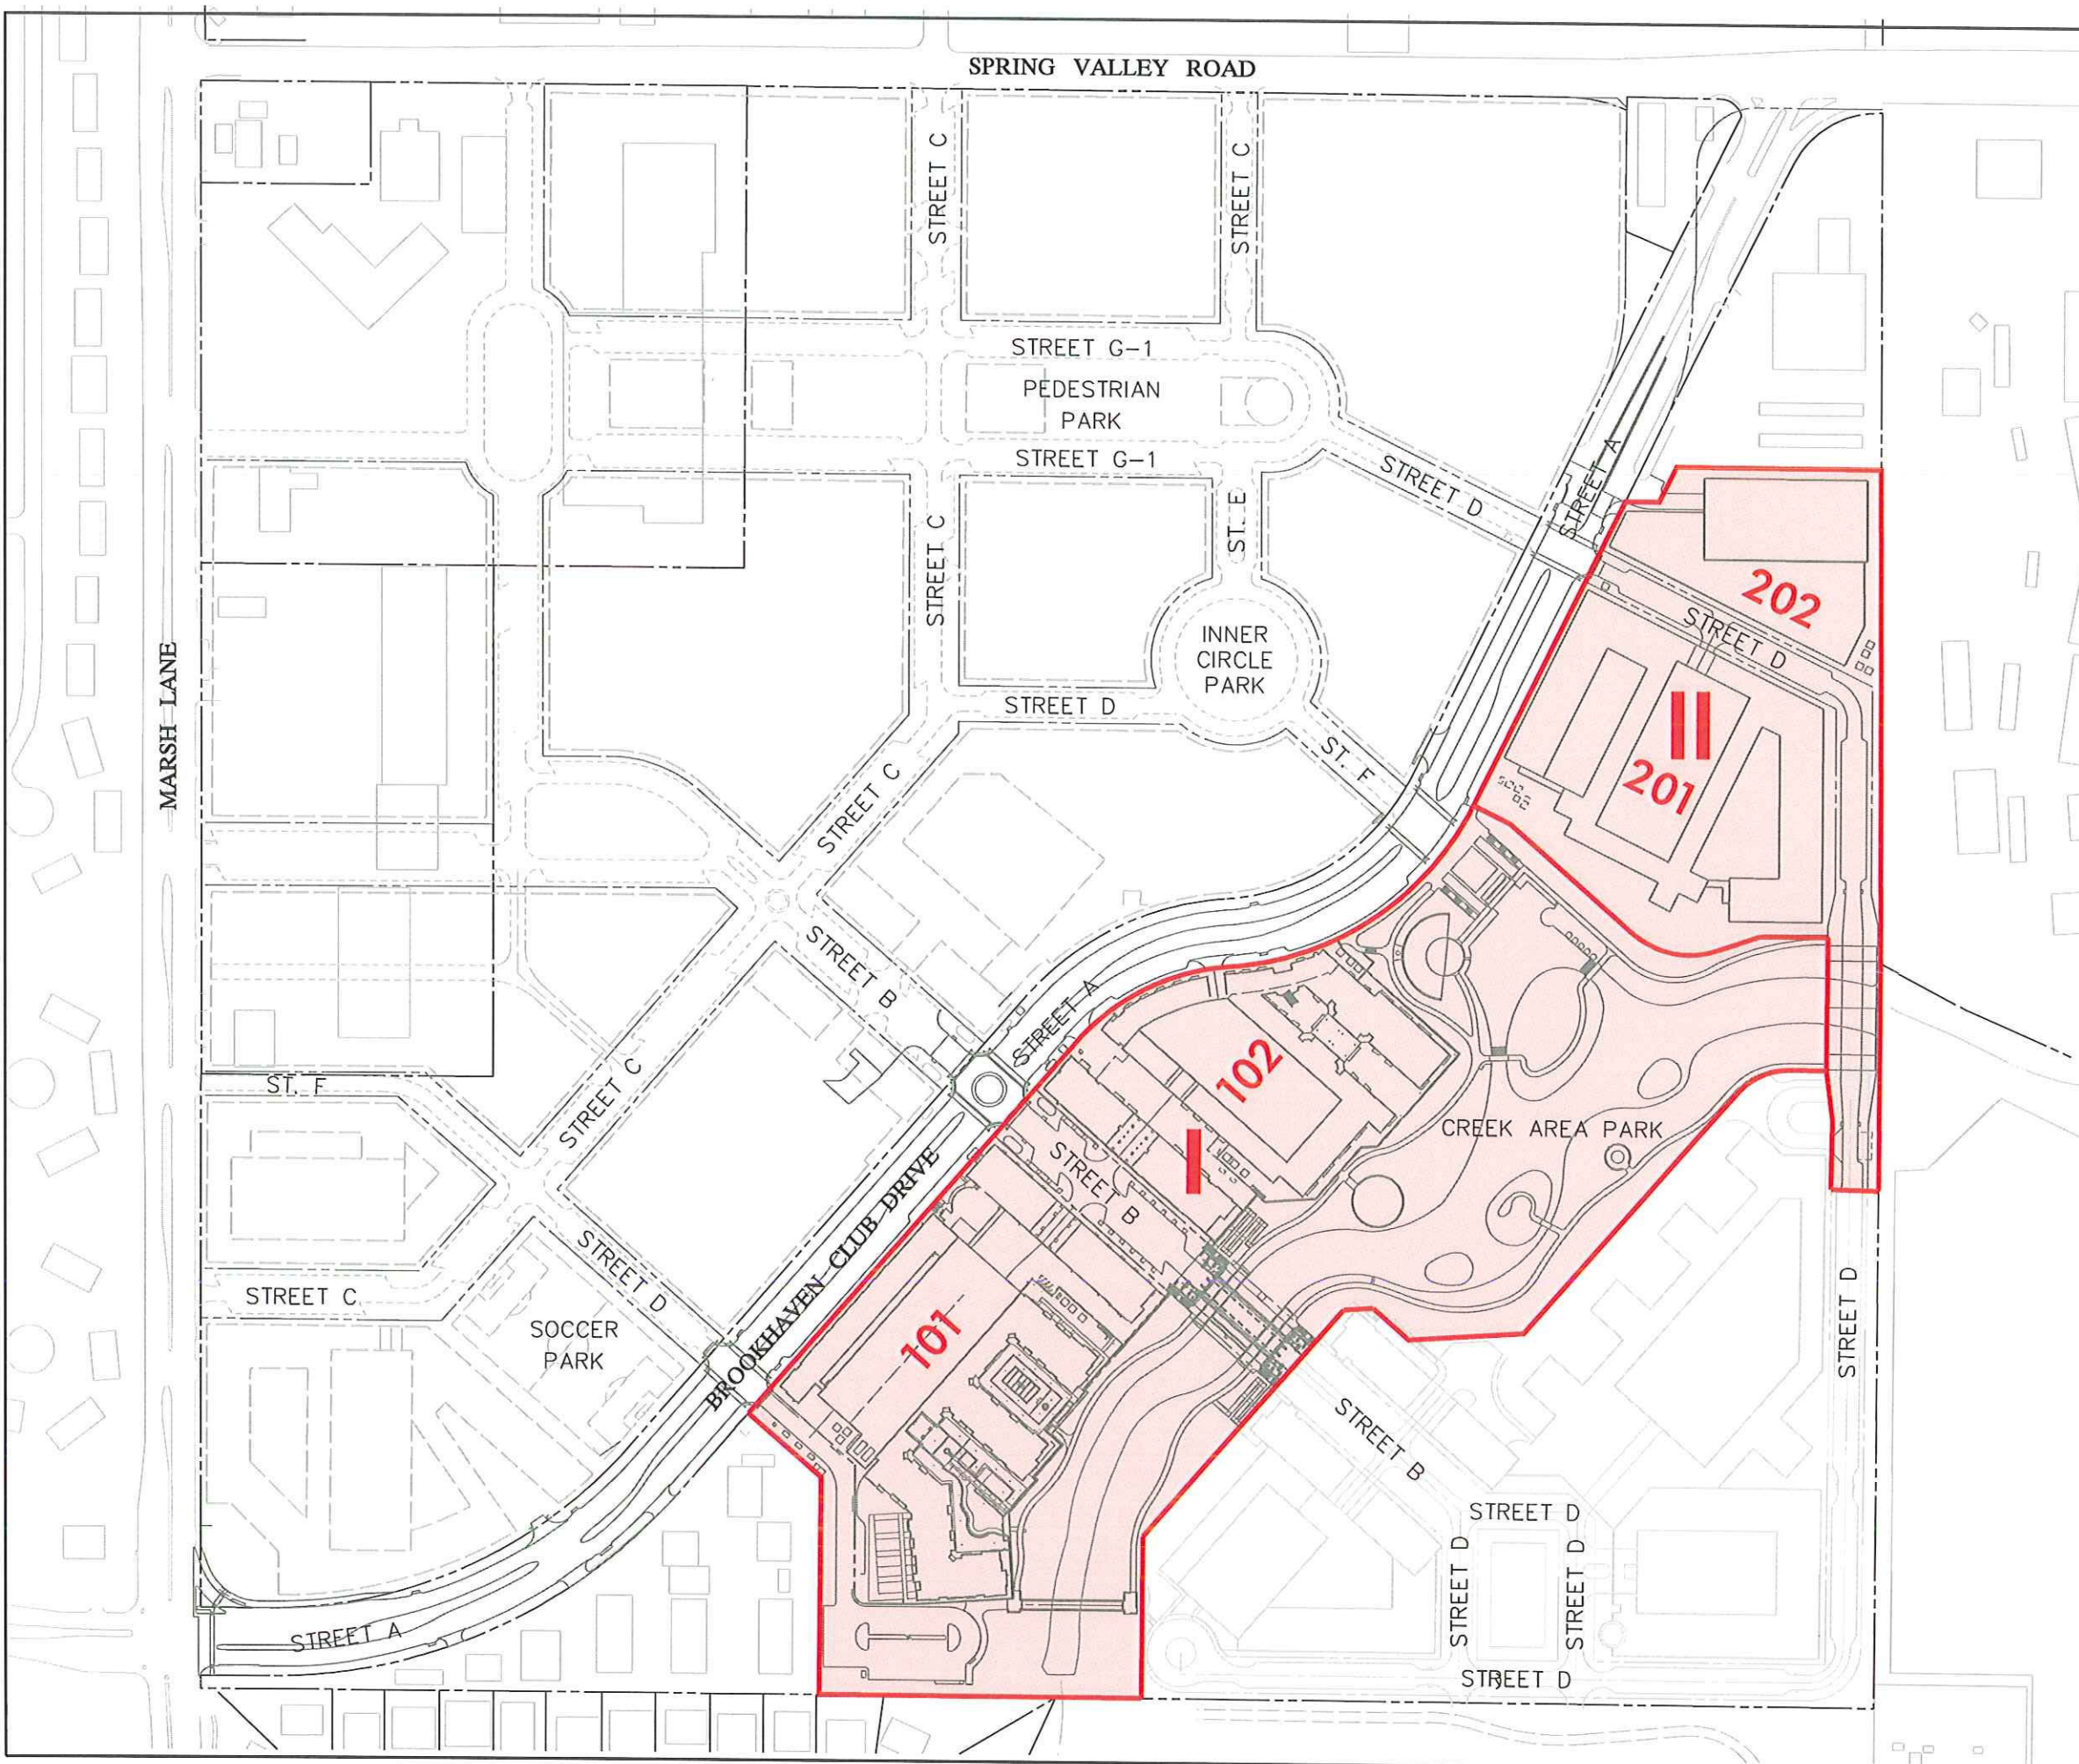 SPRING VALLEY ROAD
STREET C
STREET C
STREET G-1
PEDESTRIAN
PARK
STREET G-1
STREET D
STREET A
STREET C
ST. E
202
STREET D
INNER
CIRCLE
PARK
MARSH LANE
STREET D
II
201
ST. F
STREET C
STREET B
STREET A
102
ST. F
STREET C
CREEK AREA PARK
I
STREET B
BROOKHAVEN CLUB DRIVE
STREET D
STREET C
SOCCER
PARK
101
STREET D
STREET B
STREET D
STREET D
STREET D
STREET A
STREET D